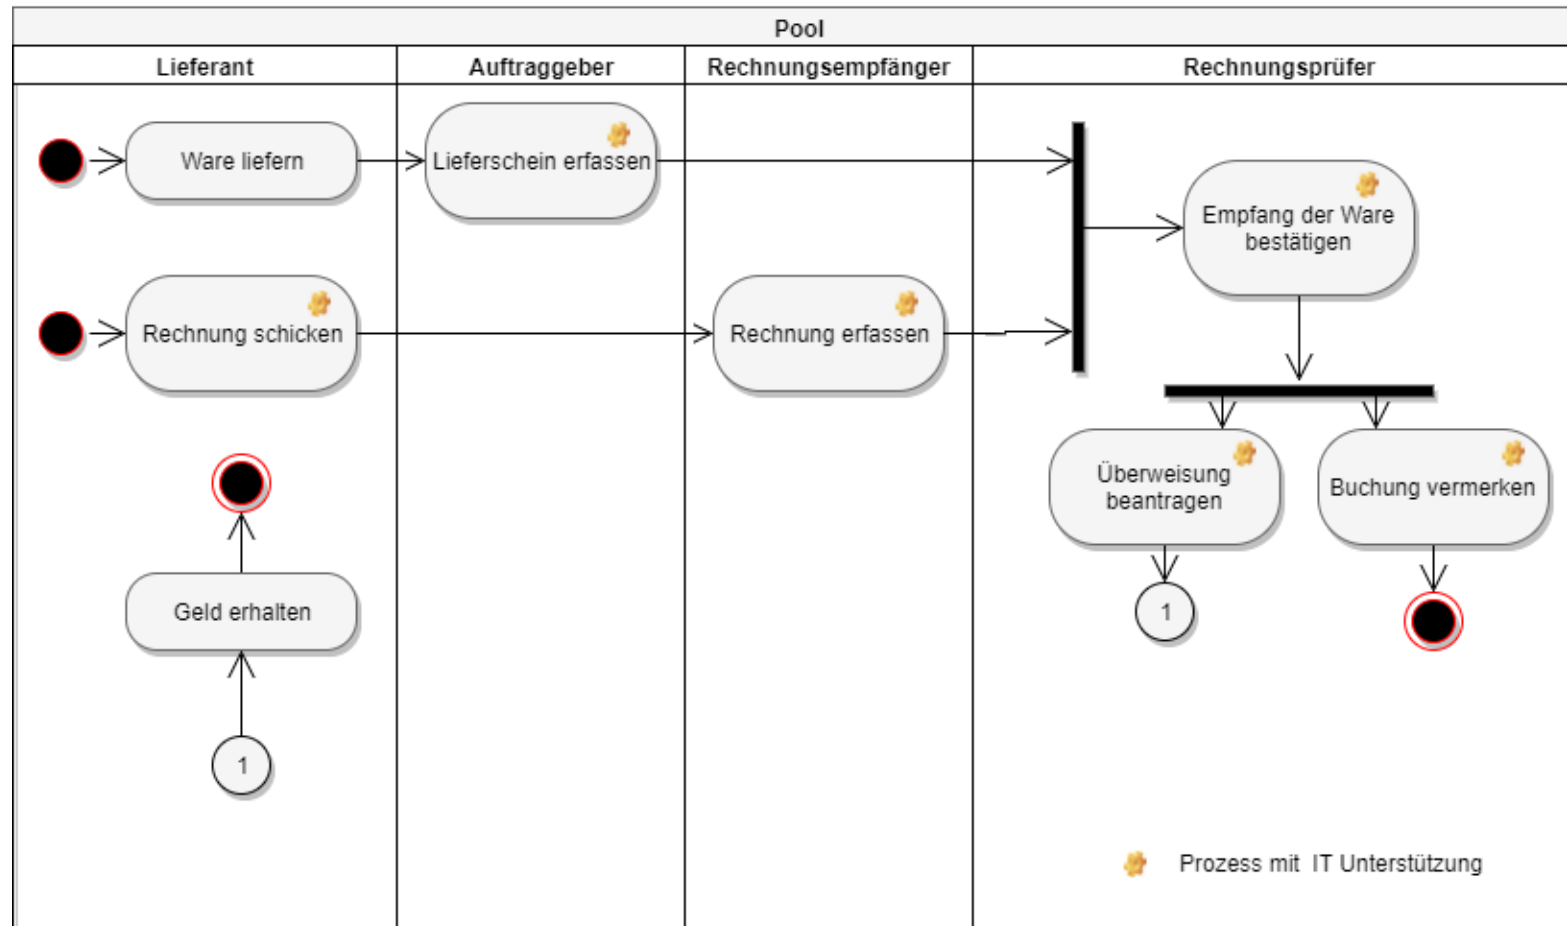 Pool
Lieferant
Auftraggeber
Rechnungsempfänger
Rechnungsprüfer
Ware liefern
Lieferschein erfassen
Empfang der Ware
bestätigen
Rechnung schicken
Rechnung erfassen
Überweisung
beantragen
Buchung vermerken
Geld erhalten
1
1
Prozess mit IT Unterstützung